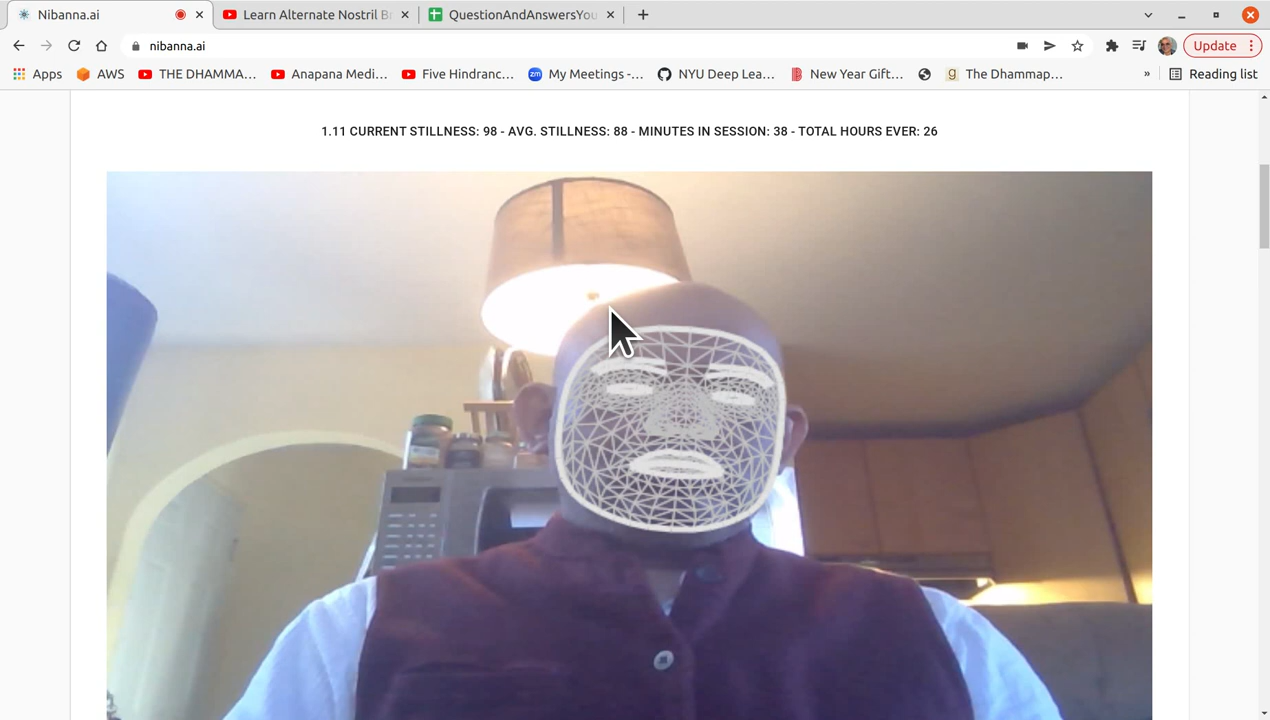 Nibanna.ai
Learn Alternate Nostril B
QuestionAndAnswersYou
nibanna.ai
Update
Apps
AWS
THE DHAMMA...
Anapana Medi...
Five Hindranc...
zm
My Meetings -...
NYU Deep Lea...
New Year Gift...
g
The Dhammap...
»
Reading list
1.11 CURRENT STILLNESS: 98 - AVG. STILLNESS: 88 - MINUTES IN SESSION: 38 - TOTAL HOURS EVER: 26